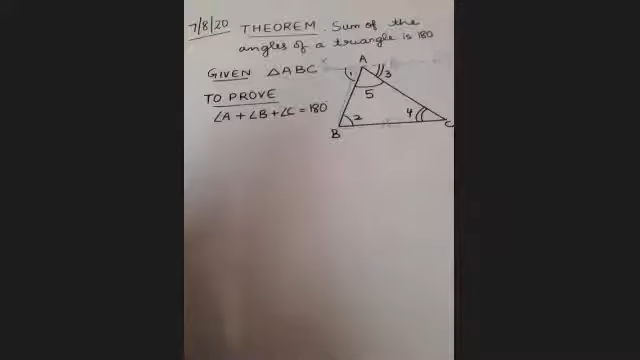 7/8/20 THEOREM. Sum of the
angles of a triangle is 180
GIVEN △ABC
TO PROVE
∠A + ∠B + ∠C = 180°
A
1
3
5
2
4
B
C